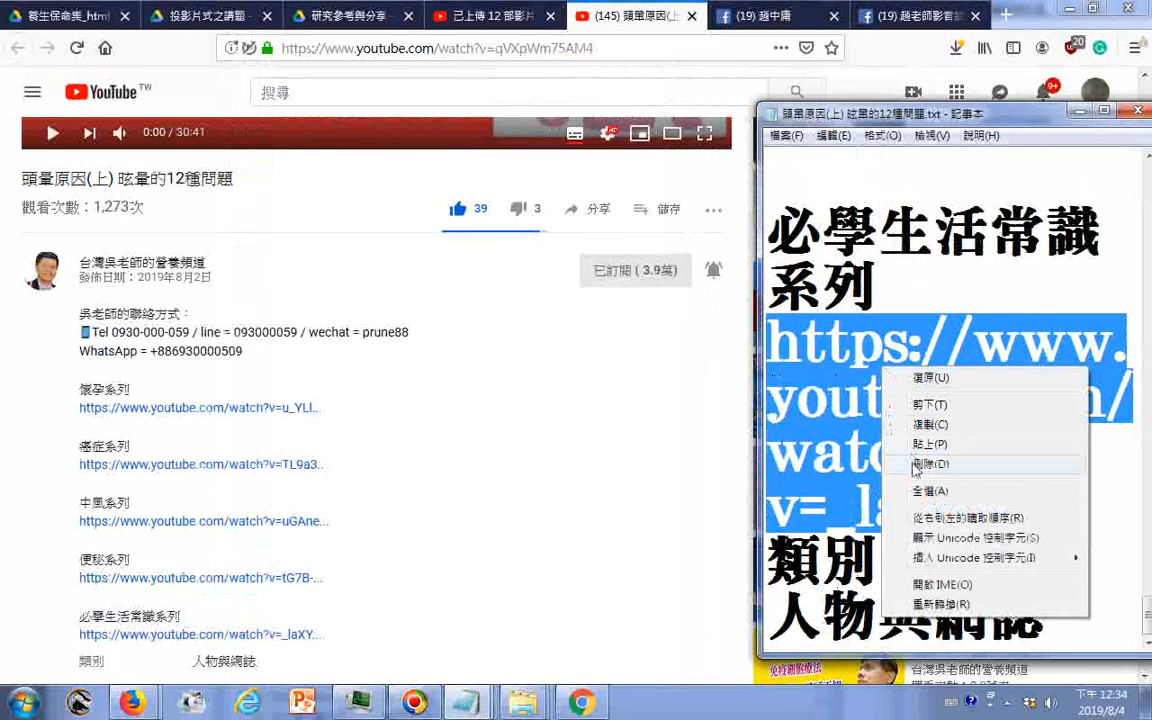 養生保命集_html
投影片式之講題
研究參考與分享
己上傳 12 部影片
(145) 頭暈原因(上)
(19) 趙中庸
(19) 趙老師影音
https://www.youtube.com/watch?v=qVXpWm75AM4
20
YouTube TW
搜尋
9+
0:00 / 30:41
HD
頭暈原因(上) 眩暈的12種問題
觀看次數：1,273次
39
3
分享
儲存
台灣吳老師的營養頻道
發佈日期：2019年8月2日
已訂閱 ( 3.9萬)
吳老師的聯絡方式：
Tel 0930-000-059 / line = 093000059 / wechat = prune88
WhatsApp = +886930000509
懷孕系列
https://www.youtube.com/watch?v=u_YLl...
癌症系列
https://www.youtube.com/watch?v=TL9a3...
中風系列
https://www.youtube.com/watch?v=uGAne...
便秘系列
https://www.youtube.com/watch?v=tG7B-...
必學生活常識系列
https://www.youtube.com/watch?v=_laXY...
類別
人物與網誌
頭暈原因(上) 眩暈的12種問題.txt - 記事本
檔案(F) 編輯(E) 格式(O) 檢視(V) 說明(H)
必學生活常識
系列
https://www.
yout
n/
watc
v=_la
類別
人物與網誌
復原(U)
剪下(T)
複製(C)
貼上(P)
刪除(D)
全選(A)
從右到左的讀取順序(R)
顯示 Unicode 控制字元(S)
插入 Unicode 控制字元(I)
開啟 IME(O)
重新轉換(R)
免疫細胞療法
台灣吳老師的營養頻道
下午 12:34
2019/8/4